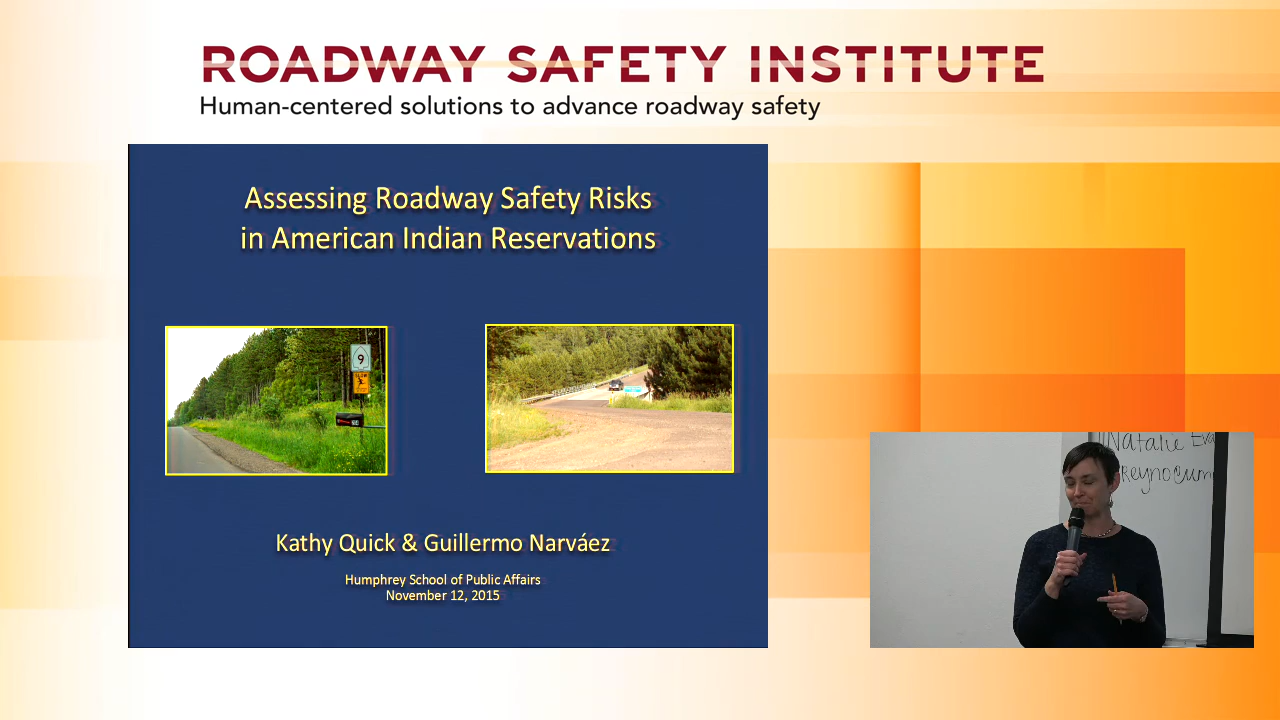 ROADWAY SAFETY INSTITUTE
Human-centered solutions to advance roadway safety
Assessing Roadway Safety Risks
in American Indian Reservations
9
Kathy Quick & Guillermo Narváez
Humphrey School of Public Affairs
November 12, 2015
Natalie